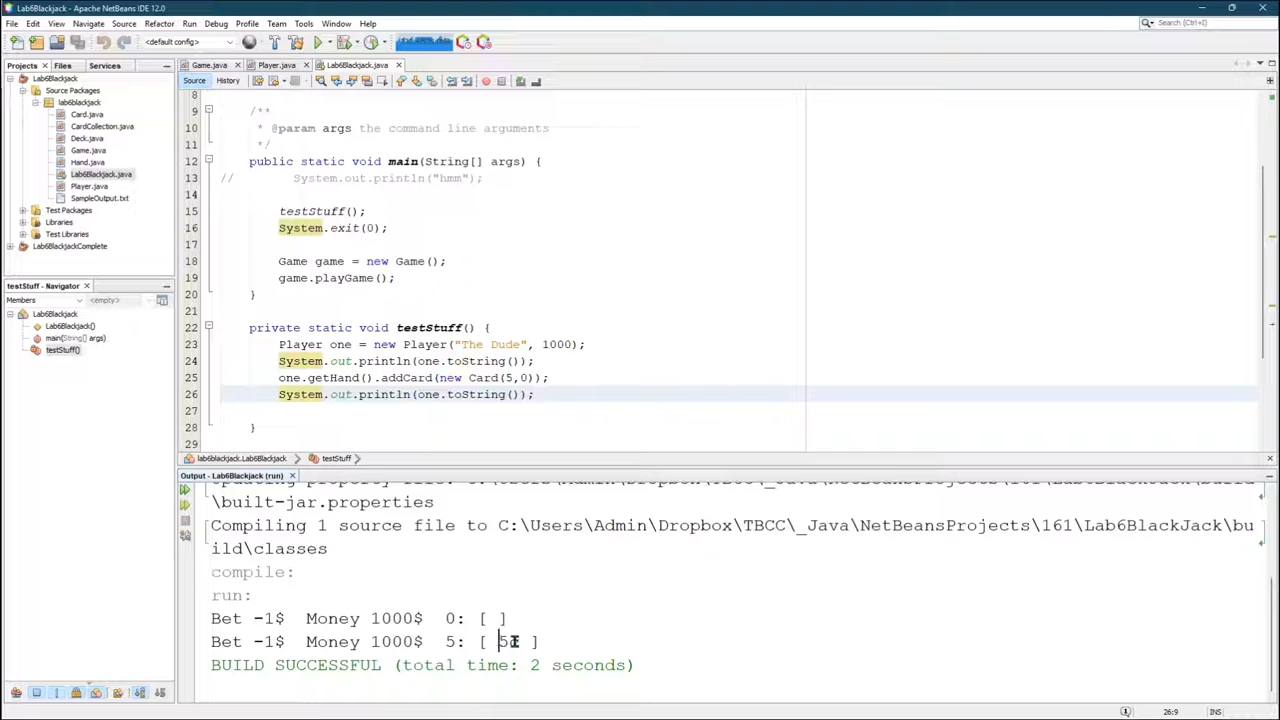 Lab6Blackjack - Apache NetBeans IDE 12.0
File Edit View Navigate Source Refactor Run Debug Profile Team Tools Window Help
Search (Ctrl+I)
<default config>
Projects Files Services
Game.java Player.java Lab6Blackjack.java
Source History
Lab6Blackjack
Source Packages
lab6blackjack
Card.java
CardCollection.java
Deck.java
Game.java
Hand.java
Lab6Blackjack.java
Player.java
SampleOutput.txt
Test Packages
Libraries
Test Libraries
Lab6BlackjackComplete
testStuff - Navigator
Members <empty>
Lab6Blackjack
Lab6Blackjack()
main(String[] args)
testStuff()
8
9 /**
10 * @param args the command line arguments
11 */
12 public static void main(String[] args) {
13 // System.out.println("hmm");
14
15 testStuff();
16 System.exit(0);
17
18 Game game = new Game();
19 game.playGame();
20 }
21
22 private static void testStuff() {
23 Player one = new Player("The Dude", 1000);
24 System.out.println(one.toString());
25 one.getHand().addCard(new Card(5,0));
26 System.out.println(one.toString());
27
28 }
29
lab6blackjack.Lab6Blackjack testStuff
Output - Lab6Blackjack (run)
\built-jar.properties
Compiling 1 source file to C:\Users\Admin\Dropbox\TBCC\_Java\NetBeansProjects\161\Lab6BlackJack\bu
ild\classes
compile:
run:
Bet -1$ Money 1000$ 0: [ ]
Bet -1$ Money 1000$ 5: [ 5 ]
BUILD SUCCESSFUL (total time: 2 seconds)
26:9 INS